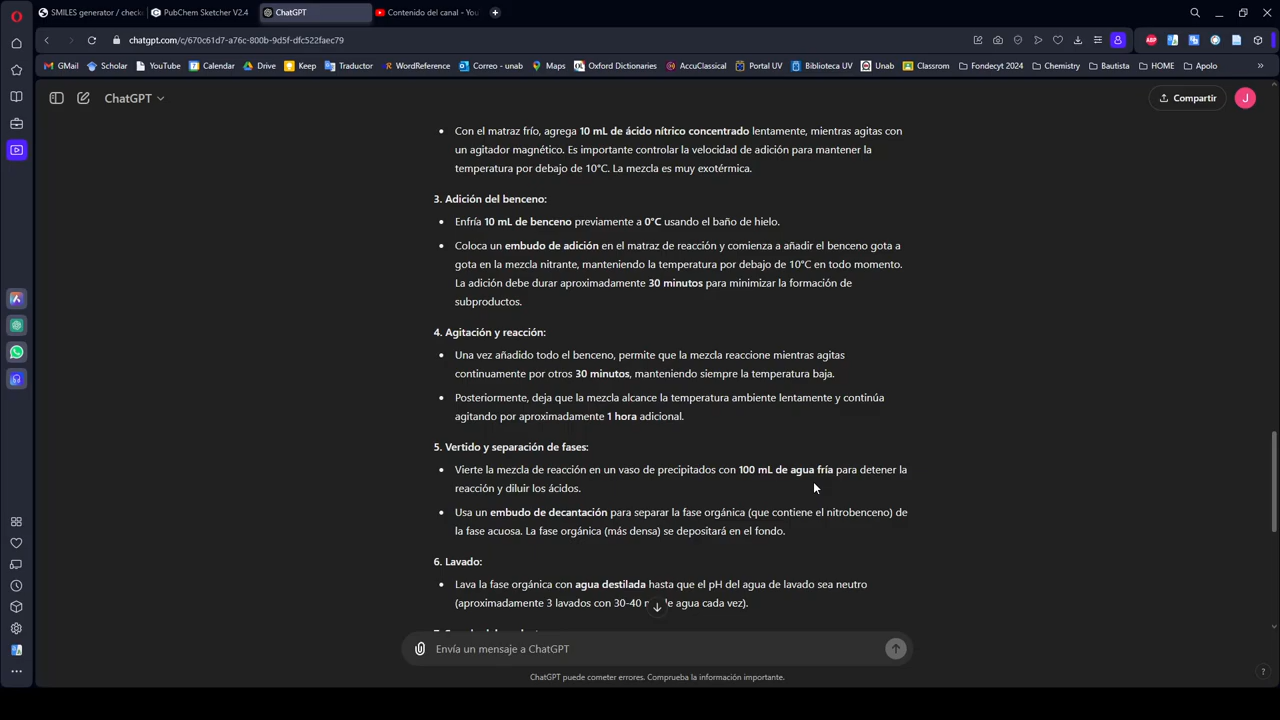 SMILES generator / check
PubChem Sketcher V2.4
ChatGPT
Contenido del canal - You
chatgpt.com/c/670c61d7-a76c-800b-9d5f-dfc522faec79
GMail Scholar YouTube Calendar Drive Keep Traductor WordReference Correo - unab Maps Oxford Dictionaries AccuClassical Portal UV Biblioteca UV Unab Classrom Fondecyt 2024 Chemistry Bautista HOME Apolo
ChatGPT
Compartir
J
• Con el matraz frío, agrega 10 mL de ácido nítrico concentrado lentamente, mientras agitas con
un agitador magnético. Es importante controlar la velocidad de adición para mantener la
temperatura por debajo de 10°C. La mezcla es muy exotérmica.
3. Adición del benceno:
• Enfría 10 mL de benceno previamente a 0°C usando el baño de hielo.
• Coloca un embudo de adición en el matraz de reacción y comienza a añadir el benceno gota a
gota en la mezcla nitrante, manteniendo la temperatura por debajo de 10°C en todo momento.
La adición debe durar aproximadamente 30 minutos para minimizar la formación de
subproductos.
4. Agitación y reacción:
• Una vez añadido todo el benceno, permite que la mezcla reaccione mientras agitas
continuamente por otros 30 minutos, manteniendo siempre la temperatura baja.
• Posteriormente, deja que la mezcla alcance la temperatura ambiente lentamente y continúa
agitando por aproximadamente 1 hora adicional.
5. Vertido y separación de fases:
• Vierte la mezcla de reacción en un vaso de precipitados con 100 mL de agua fría para detener la
reacción y diluir los ácidos.
• Usa un embudo de decantación para separar la fase orgánica (que contiene el nitrobenceno) de
la fase acuosa. La fase orgánica (más densa) se depositará en el fondo.
6. Lavado:
• Lava la fase orgánica con agua destilada hasta que el pH del agua de lavado sea neutro
(aproximadamente 3 lavados con 30-40 de agua cada vez).
Envía un mensaje a ChatGPT
ChatGPT puede cometer errores. Comprueba la información importante.